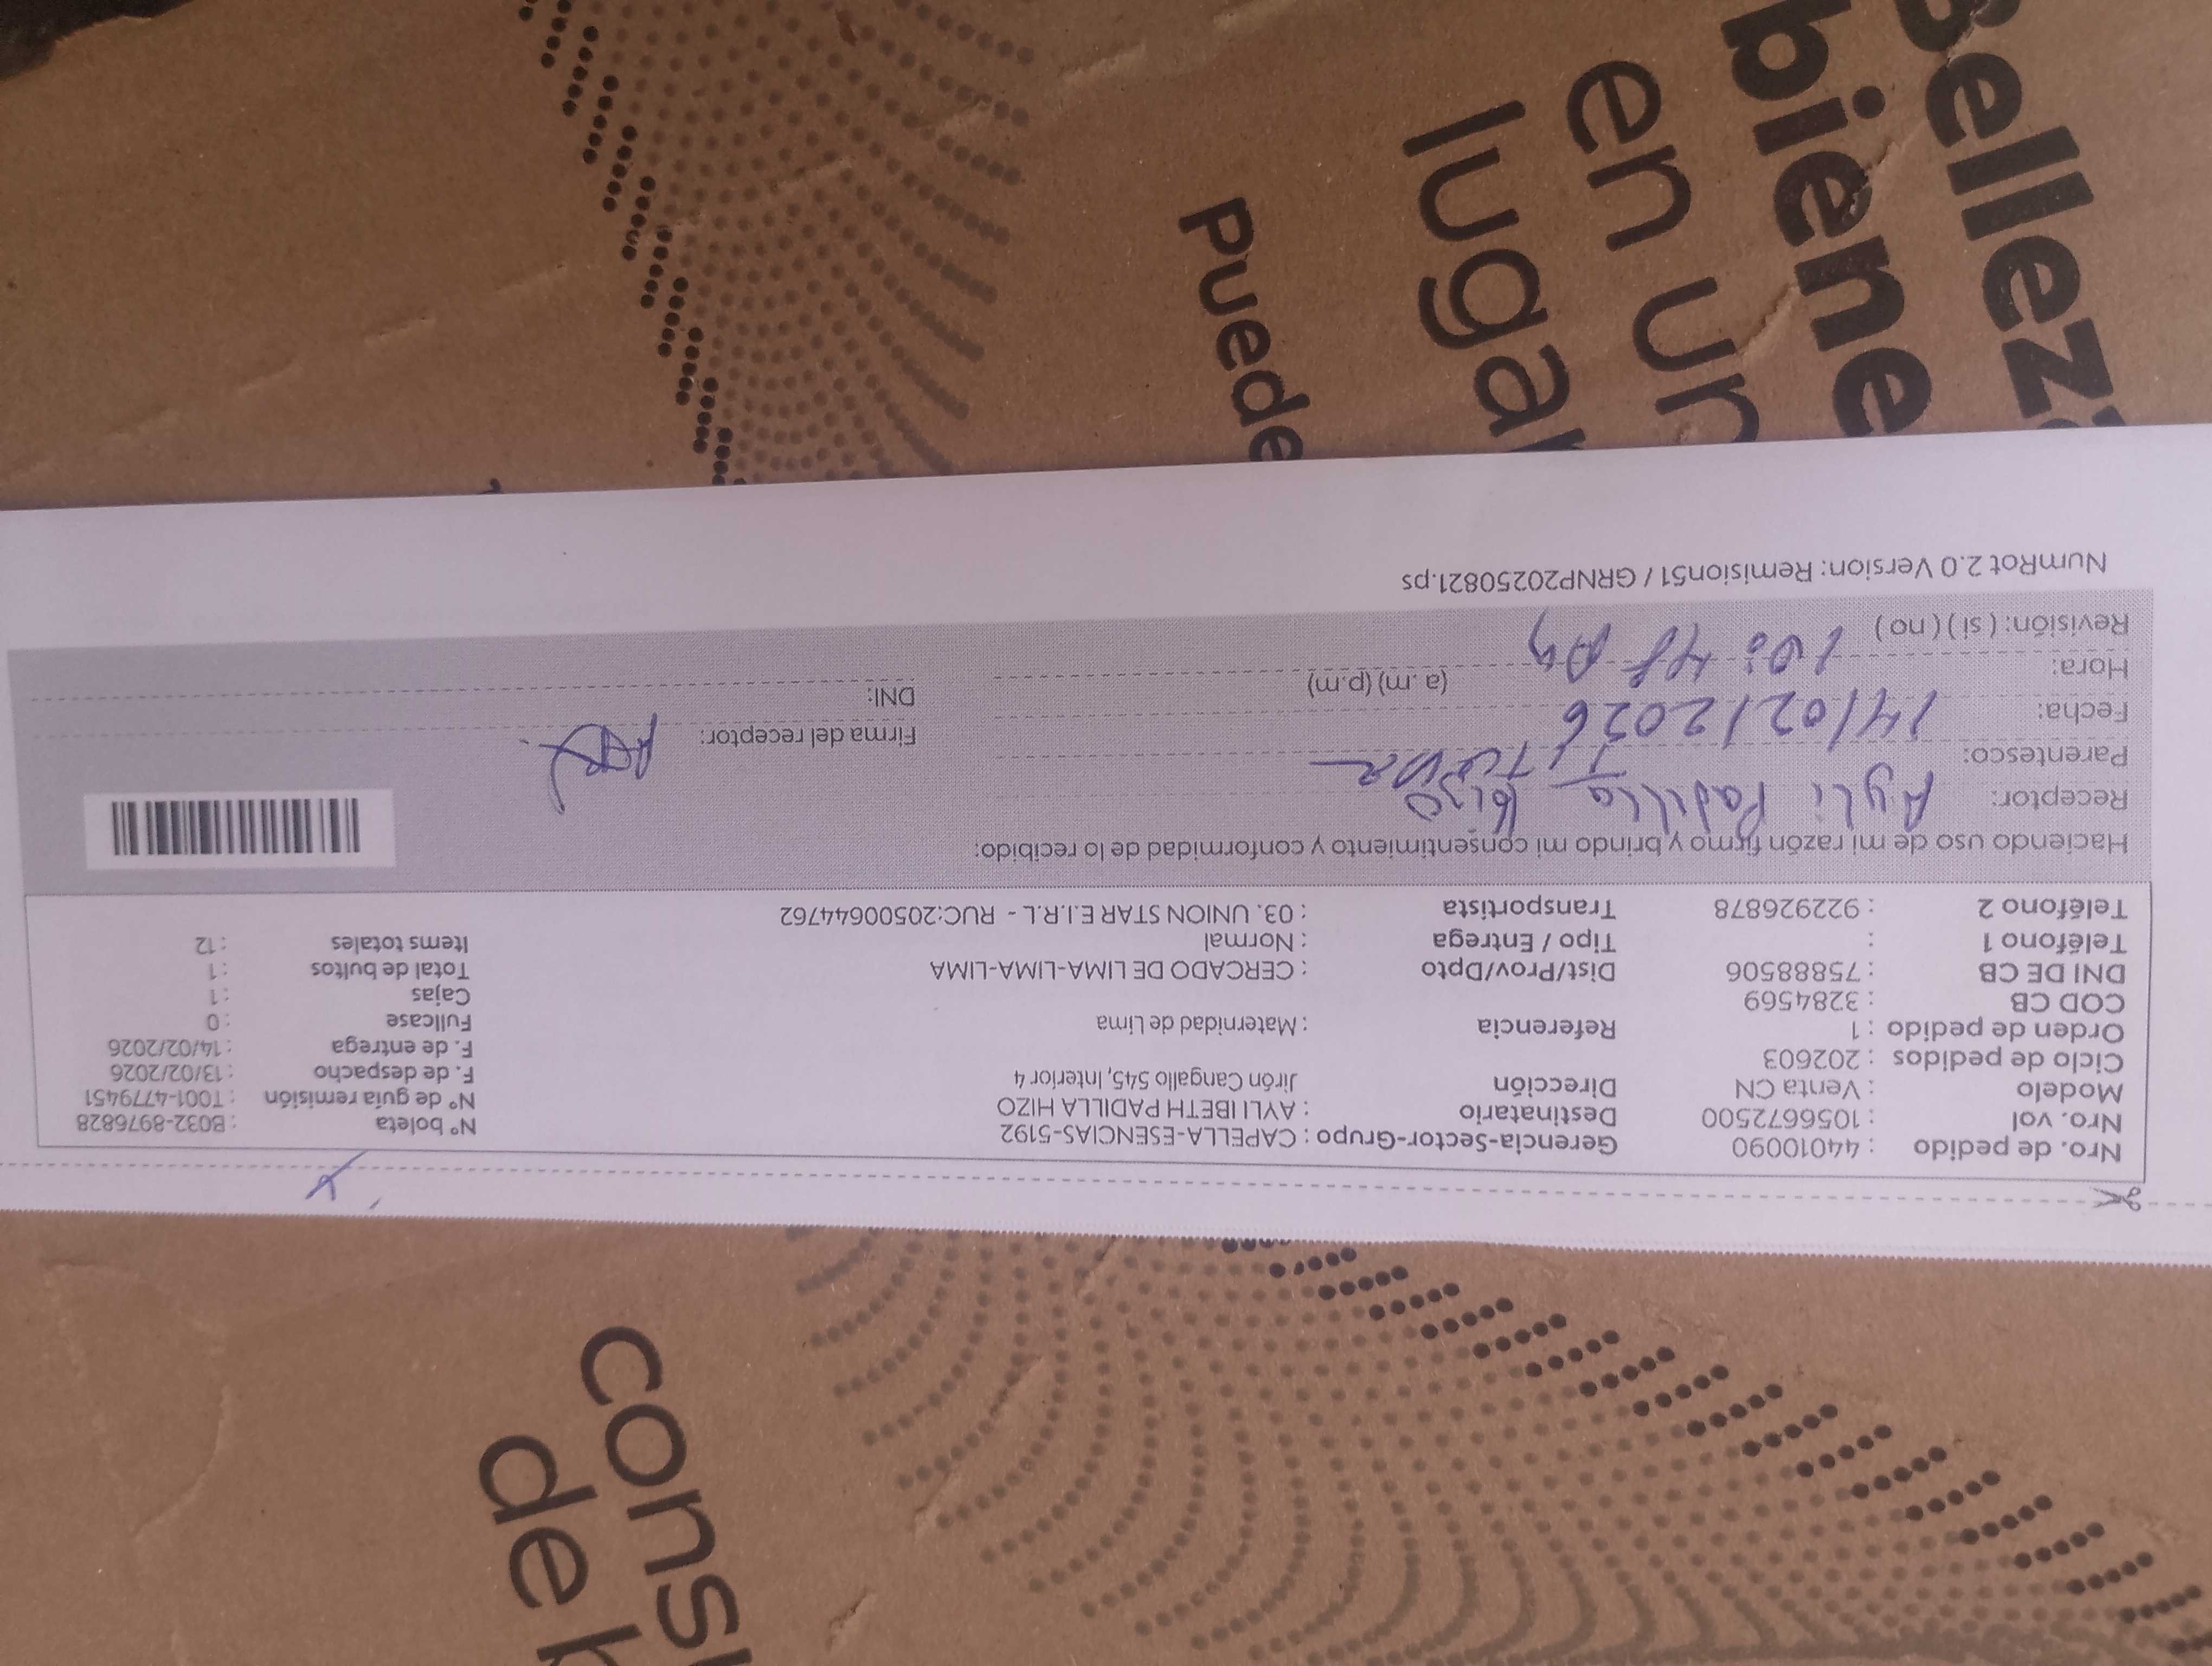 Nro. de pedido : 44010090 Gerencia-Sector-Grupo : CAPELLA-ESENCIAS-5192 N° boleta : B032-8976828
Nro. vol : 1056672500 Destinatario : AYLI IBETH PADILLA HIZO N° de guía remisión : T001-4779451
Modelo : Venta CN Dirección Jirón Cangallo 545, Interior 4 F. de despacho : 13/02/2026
Ciclo de pedidos : 202603 F. de entrega : 14/02/2026
Orden de pedido : 1 Referencia : Maternidad de Lima Fullcase : 0
COD CB : 3284569 Cajas : 1
DNI DE CB : 75888506 Dist/Prov/Dpto : CERCADO DE LIMA-LIMA-LIMA Total de bultos : 1
Teléfono 1 : Tipo / Entrega : Normal Items totales : 12
Teléfono 2 : 922926878 Transportista : 03. UNION STAR E.I.R.L - RUC:20500644762
Haciendo uso de mi razón firmo y brindo mi consentimiento y conformidad de lo recibido:
Receptor: Ayli Padilla Hizo
Parentesco: Titular
Firma del receptor:
Fecha: 14/02/2026
DNI:
Hora: 10:48 Am (a.m) (p.m)
Revisión: ( si ) ( no )
NumRot 2.0 Version: Remision51 / GRNP20250821.ps
Bellez
biene
en un
lugar
Puede
cons
de